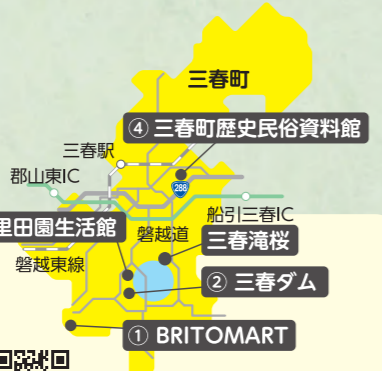 三春町
④ 三春町歴史民俗資料館
三春駅
郡山東IC
288
船引三春IC
里田園生活館
磐越道
三春滝桜
磐越東線
② 三春ダム
① BRITOMART